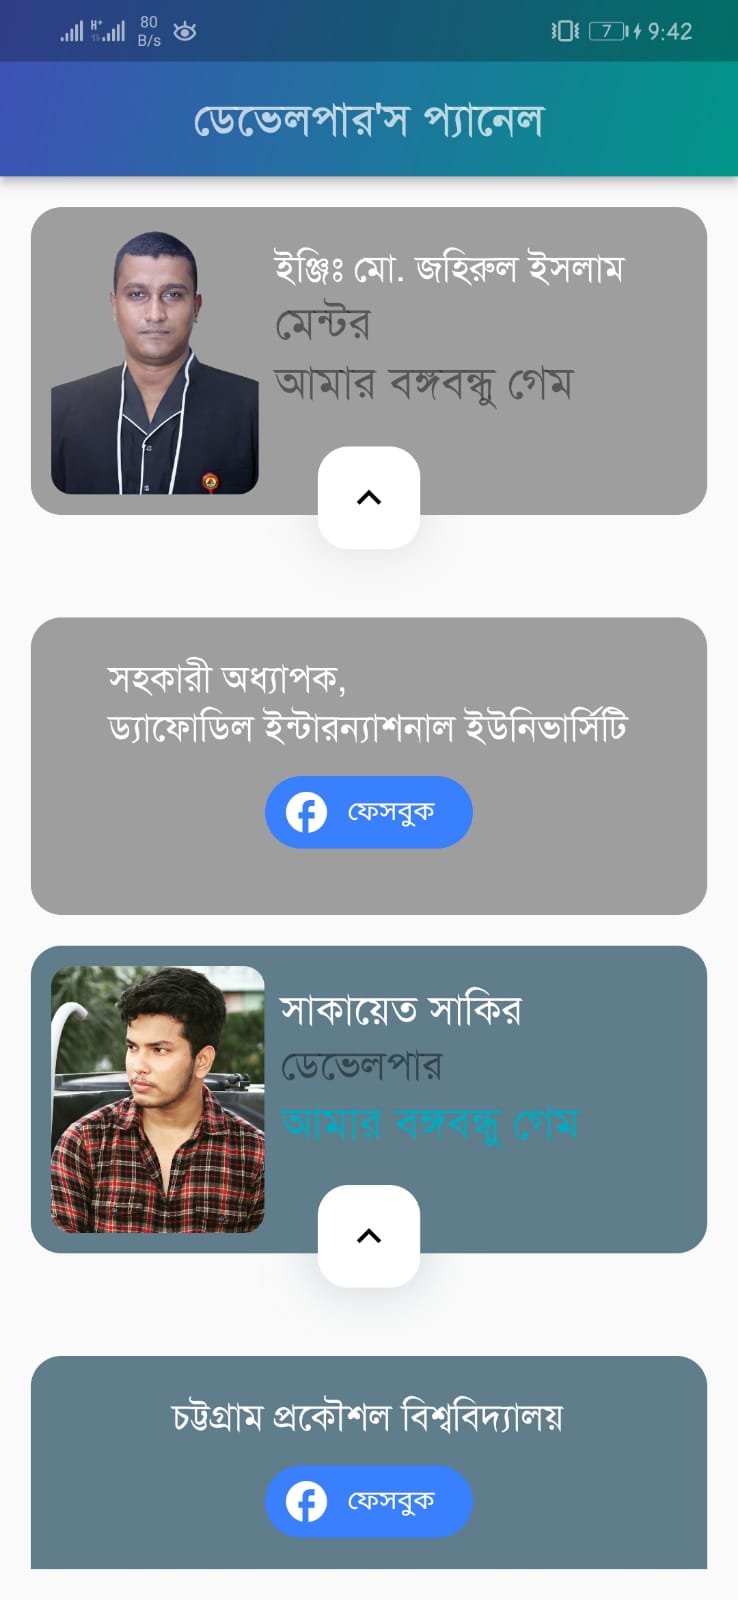 80
B/s
H+
7
9:42
ডেভেলপার'স প্যানেল
ইঞ্জিঃ মো. জহিরুল ইসলাম
মেন্টর
আমার বঙ্গবন্ধু গেম
সহকারী অধ্যাপক,
ড্যাফোডিল ইন্টারন্যাশনাল ইউনিভার্সিটি
ফেসবুক
সাকায়েত সাকির
ডেভেলপার
আমার বঙ্গবন্ধু গেম
চট্টগ্রাম প্রকৌশল বিশ্ববিদ্যালয়
ফেসবুক